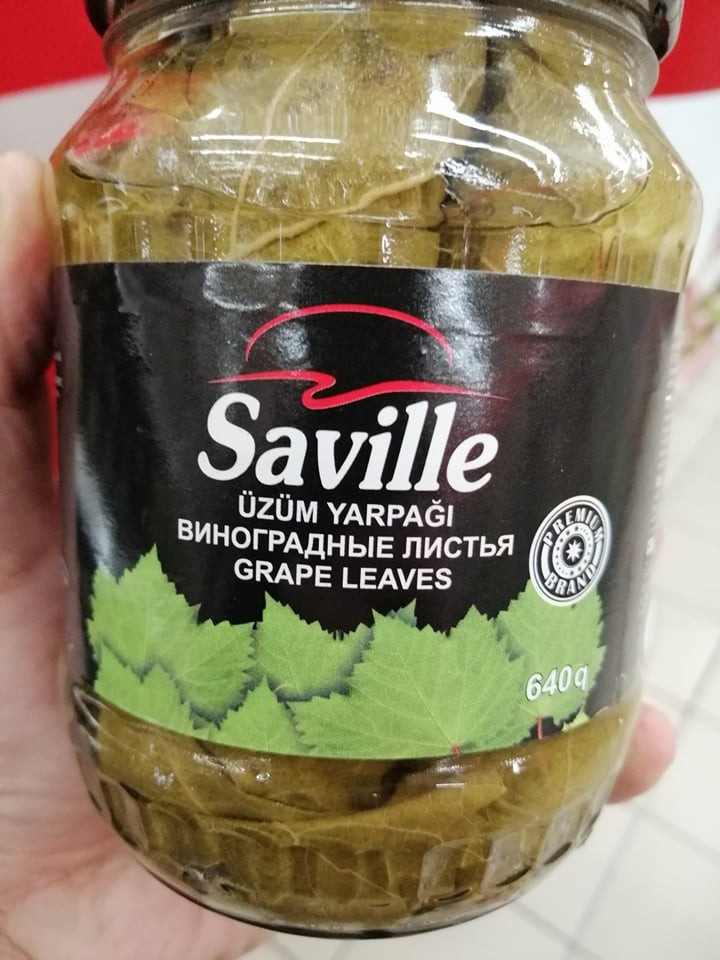 Saville
ÜZÜM YARPAĞI
ВИНОГРАДНЫЕ ЛИСТЬЯ
GRAPE LEAVES
PREMIUM
BRAND
640q